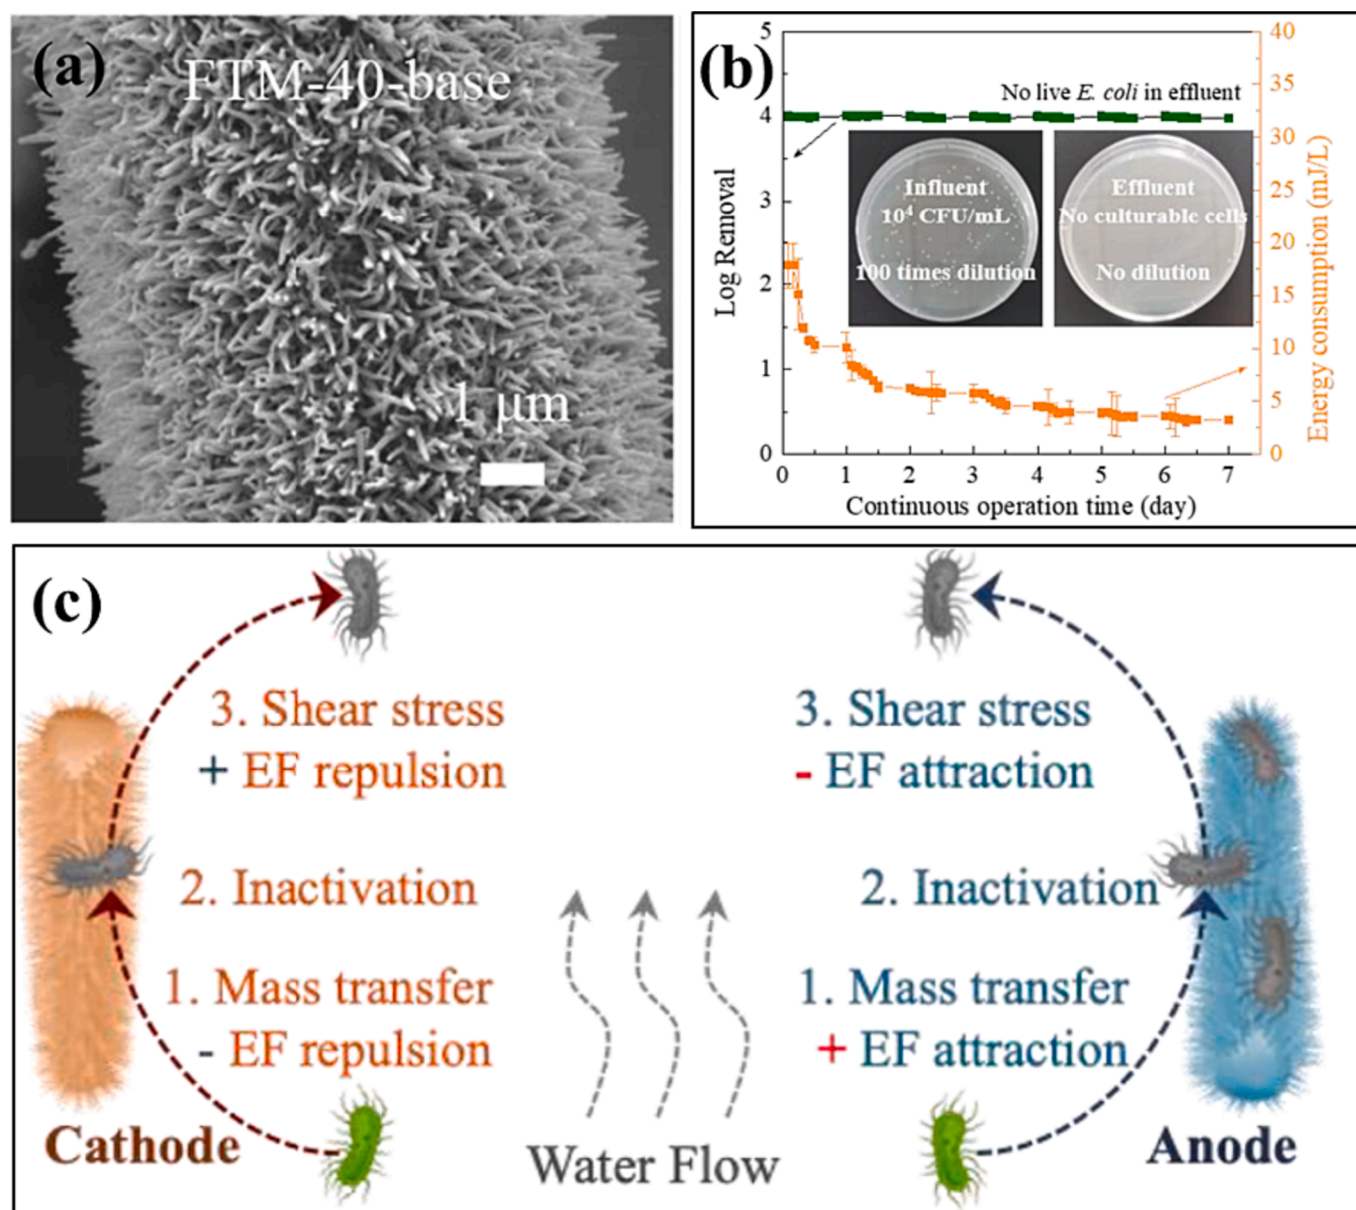 (a)
FTM-40-base
1 μm
(b)
5
4
3
2
1
0
Log Removal
No live E. coli in effluent
Influent
10⁴ CFU/mL
100 times dilution
Effluent
No culturable cells
No dilution
40
35
30
25
20
15
10
5
0
Energy consumption (mJ/L)
0 1 2 3 4 5 6 7
Continuous operation time (day)
(c)
3. Shear stress
+ EF repulsion
2. Inactivation
1. Mass transfer
- EF repulsion
Cathode
Water Flow
3. Shear stress
- EF attraction
2. Inactivation
1. Mass transfer
+ EF attraction
Anode